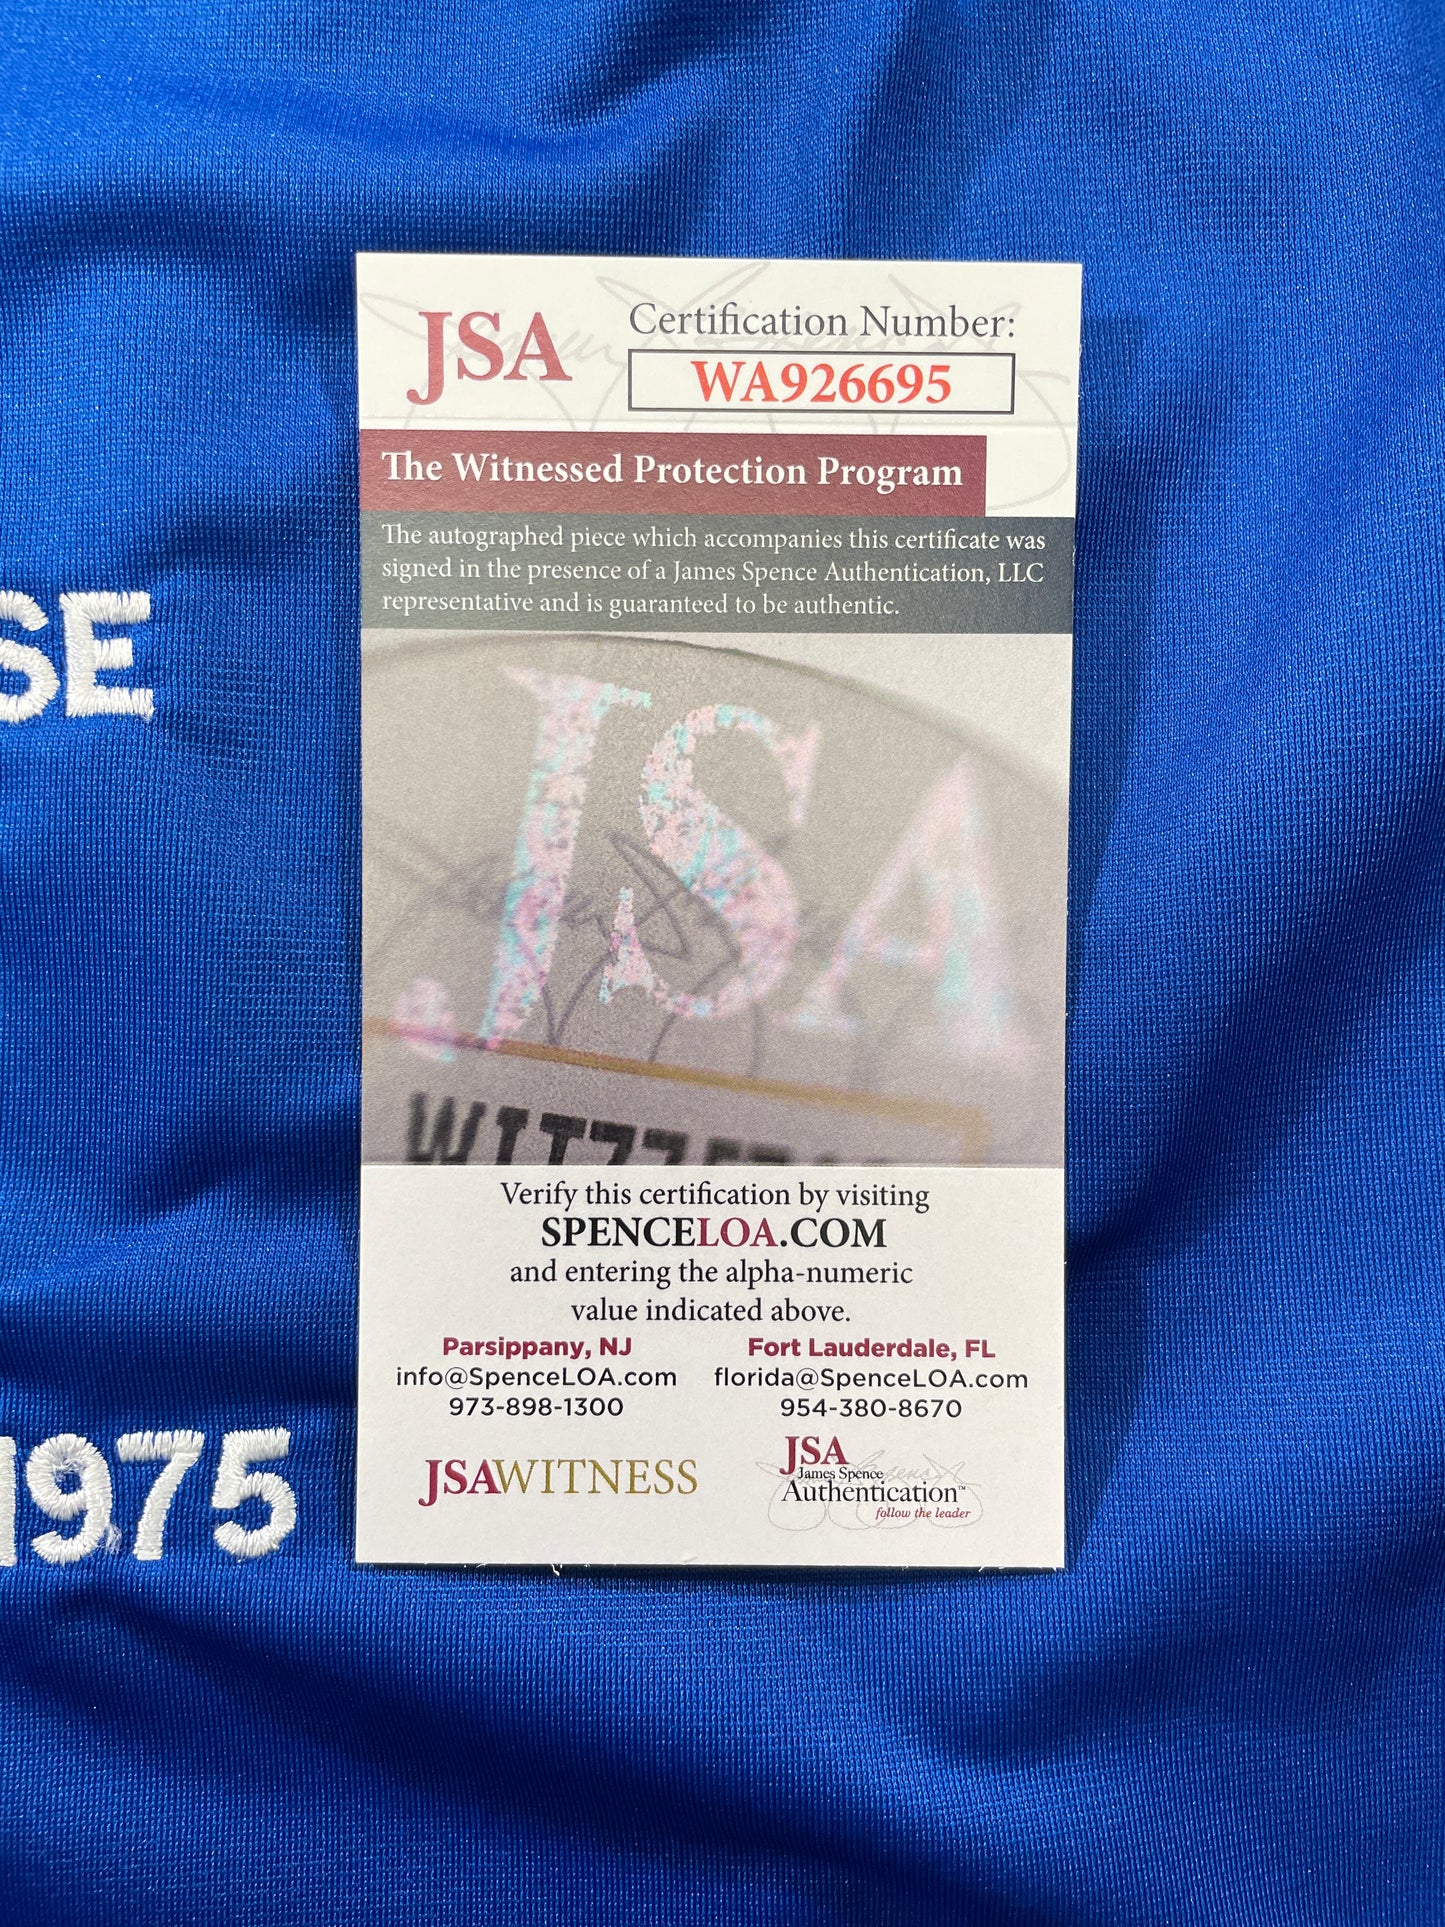 JSA
Certification Number:
WA926695
The Witnessed Protection Program
The autographed piece which accompanies this certificate was
signed in the presence of a James Spence Authentication, LLC
representative and is guaranteed to be authentic.
SE
JSA
Verify this certification by visiting
SPENCELOA.COM
and entering the alpha-numeric
value indicated above.
Parsippany, NJ
info@SpenceLOA.com
973-898-1300
Fort Lauderdale, FL
florida@SpenceLOA.com
954-380-8670
1975
JSAWITNESS
JSA
James Spence
Authentication™
follow the leader